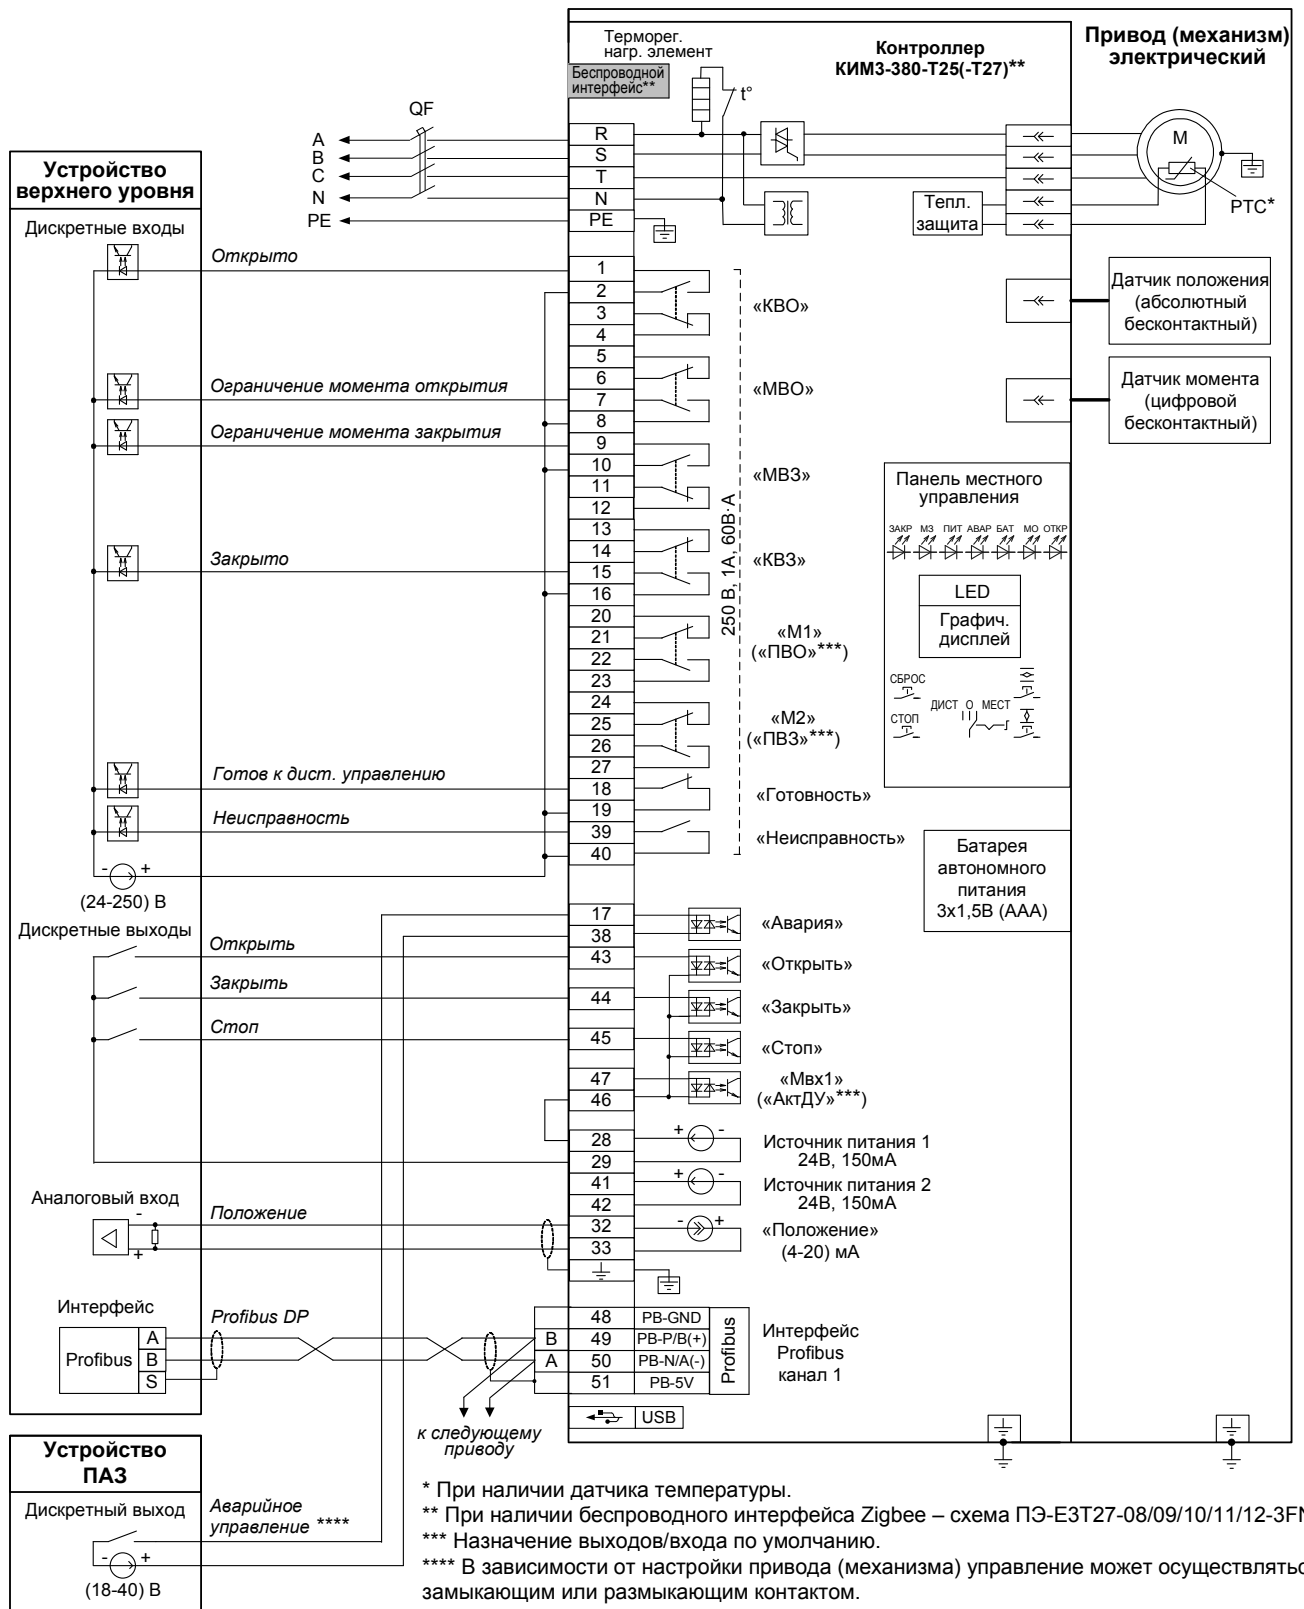 Терморег.
нагр. элемент
Беспроводной
интерфейс**
Контроллер
КИМ3-380-Т25(-Т27)**
Привод (механизм)
электрический
QF
A
B
C
N
PE
R
S
T
N
PE
t°
M
PTC*
Тепл.
защита
Устройство
верхнего уровня
Дискретные входы
Открыто
Ограничение момента открытия
Ограничение момента закрытия
Закрыто
Готов к дист. управлению
Неисправность
- +
(24-250) В
Дискретные выходы
Открыть
Закрыть
Стоп
Аналоговый вход
-
+
Положение
Интерфейс
Profibus
A
B
S
Profibus DP
1
2
3
4
5
6
7
8
9
10
11
12
13
14
15
16
20
21
22
23
24
25
26
27
18
19
39
40
«КВО»
«МВО»
«МВЗ»
«КВЗ»
«М1»
(«ПВО»***)
«М2»
(«ПВЗ»***)
«Готовность»
«Неисправность»
250 В, 1А, 60В·А
Датчик положения
(абсолютный
бесконтактный)
Датчик момента
(цифровой
бесконтактный)
Панель местного
управления
ЗАКР МЗ ПИТ АВАР БАТ МО ОТКР
LED
Графич.
дисплей
СБРОС
СТОП
ДИСТ О МЕСТ
Батарея
автономного
питания
3х1,5В (ААА)
17
38
43
44
45
47
46
28
29
41
42
32
33
«Авария»
«Открыть»
«Закрыть»
«Стоп»
«Мвх1»
(«АктДУ»***)
+ -
Источник питания 1
24В, 150мА
+ -
Источник питания 2
24В, 150мА
- +
«Положение»
(4-20) мА
48 PB-GND
B 49 PB-P/B(+)
A 50 PB-N/A(-)
51 PB-5V
Profibus
Интерфейс
Profibus
канал 1
USB
к следующему
приводу
Устройство
ПАЗ
Дискретный выход
- +
(18-40) В
Аварийное
управление ****
* При наличии датчика температуры.
** При наличии беспроводного интерфейса Zigbee – схема ПЭ-Е3Т27-08/09/10/11/12-3FN
*** Назначение выходов/входа по умолчанию.
**** В зависимости от настройки привода (механизма) управление может осуществлятьс
замыкающим или размыкающим контактом.